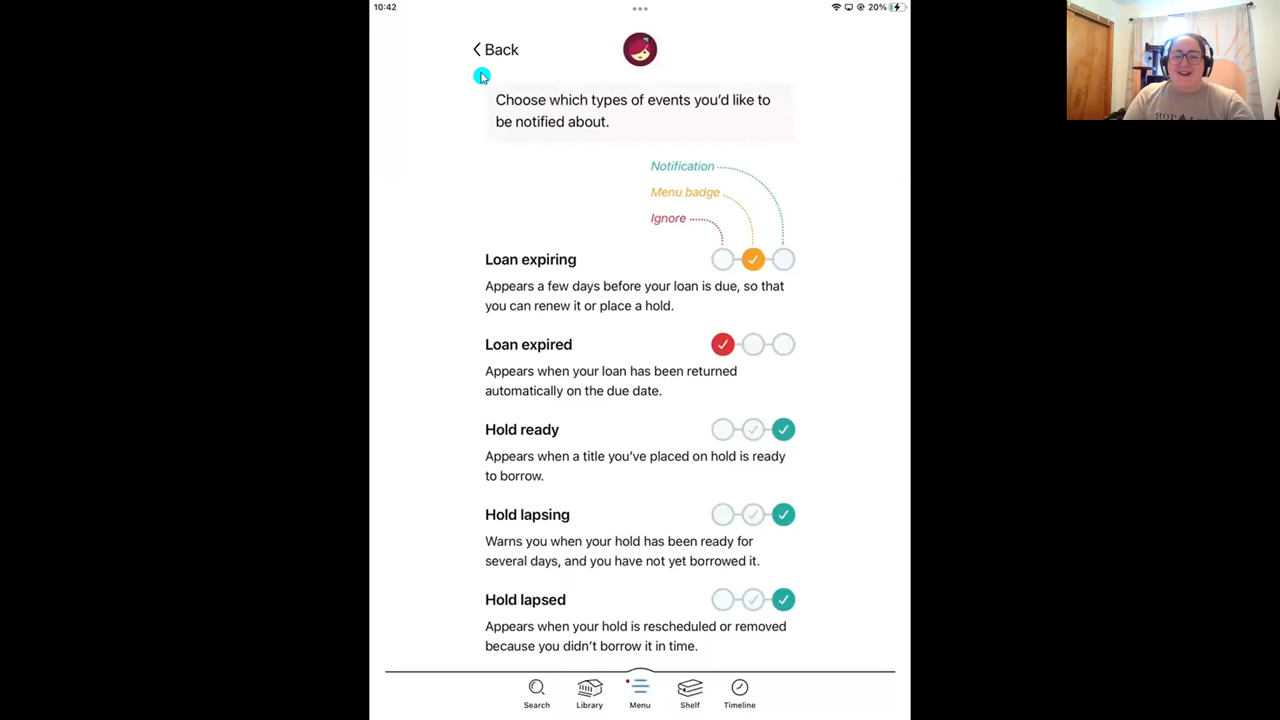 10:42
20%
Back
Choose which types of events you'd like to
be notified about.
Notification
Menu badge
Ignore
Loan expiring
Appears a few days before your loan is due, so that
you can renew it or place a hold.
Loan expired
Appears when your loan has been returned
automatically on the due date.
Hold ready
Appears when a title you've placed on hold is ready
to borrow.
Hold lapsing
Warns you when your hold has been ready for
several days, and you have not yet borrowed it.
Hold lapsed
Appears when your hold is rescheduled or removed
because you didn't borrow it in time.
Search
Library
Menu
Shelf
Timeline